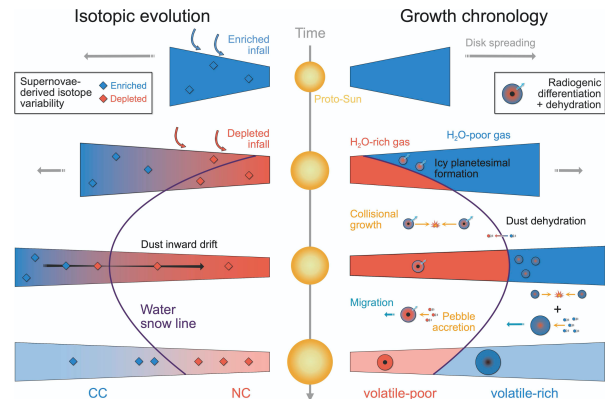 Isotopic evolution
Growth chronology
Time
Enriched
infall
Disk spreading
Supernovae-
derived isotope
variability
Enriched
Depleted
Radiogenic
differentiation
+ dehydration
Proto-Sun
Depleted
infall
H₂O-rich gas
H₂O-poor gas
Icy planetesimal
formation
Collisional
growth
Dust dehydration
Dust inward drift
Water
snow line
Migration
Pebble
accretion
+
CC
NC
volatile-poor
volatile-rich